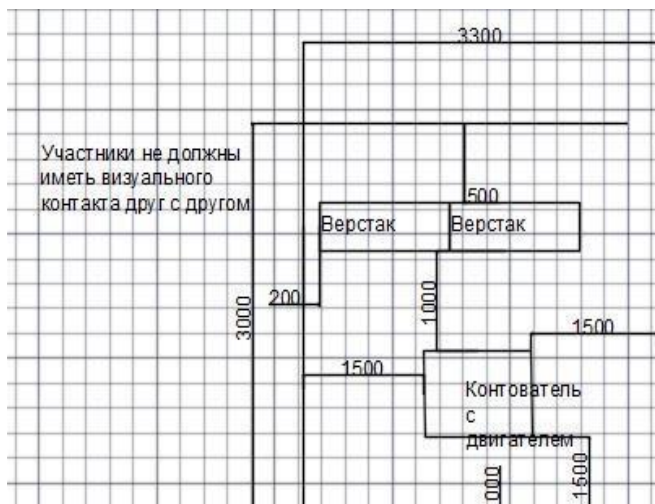 3300
Участники не должны
иметь визуального
контакта друг с другом
500
Верстак Верстак
200
3000
1000
1500
1500
Контователь
с
двигателем
000
1500